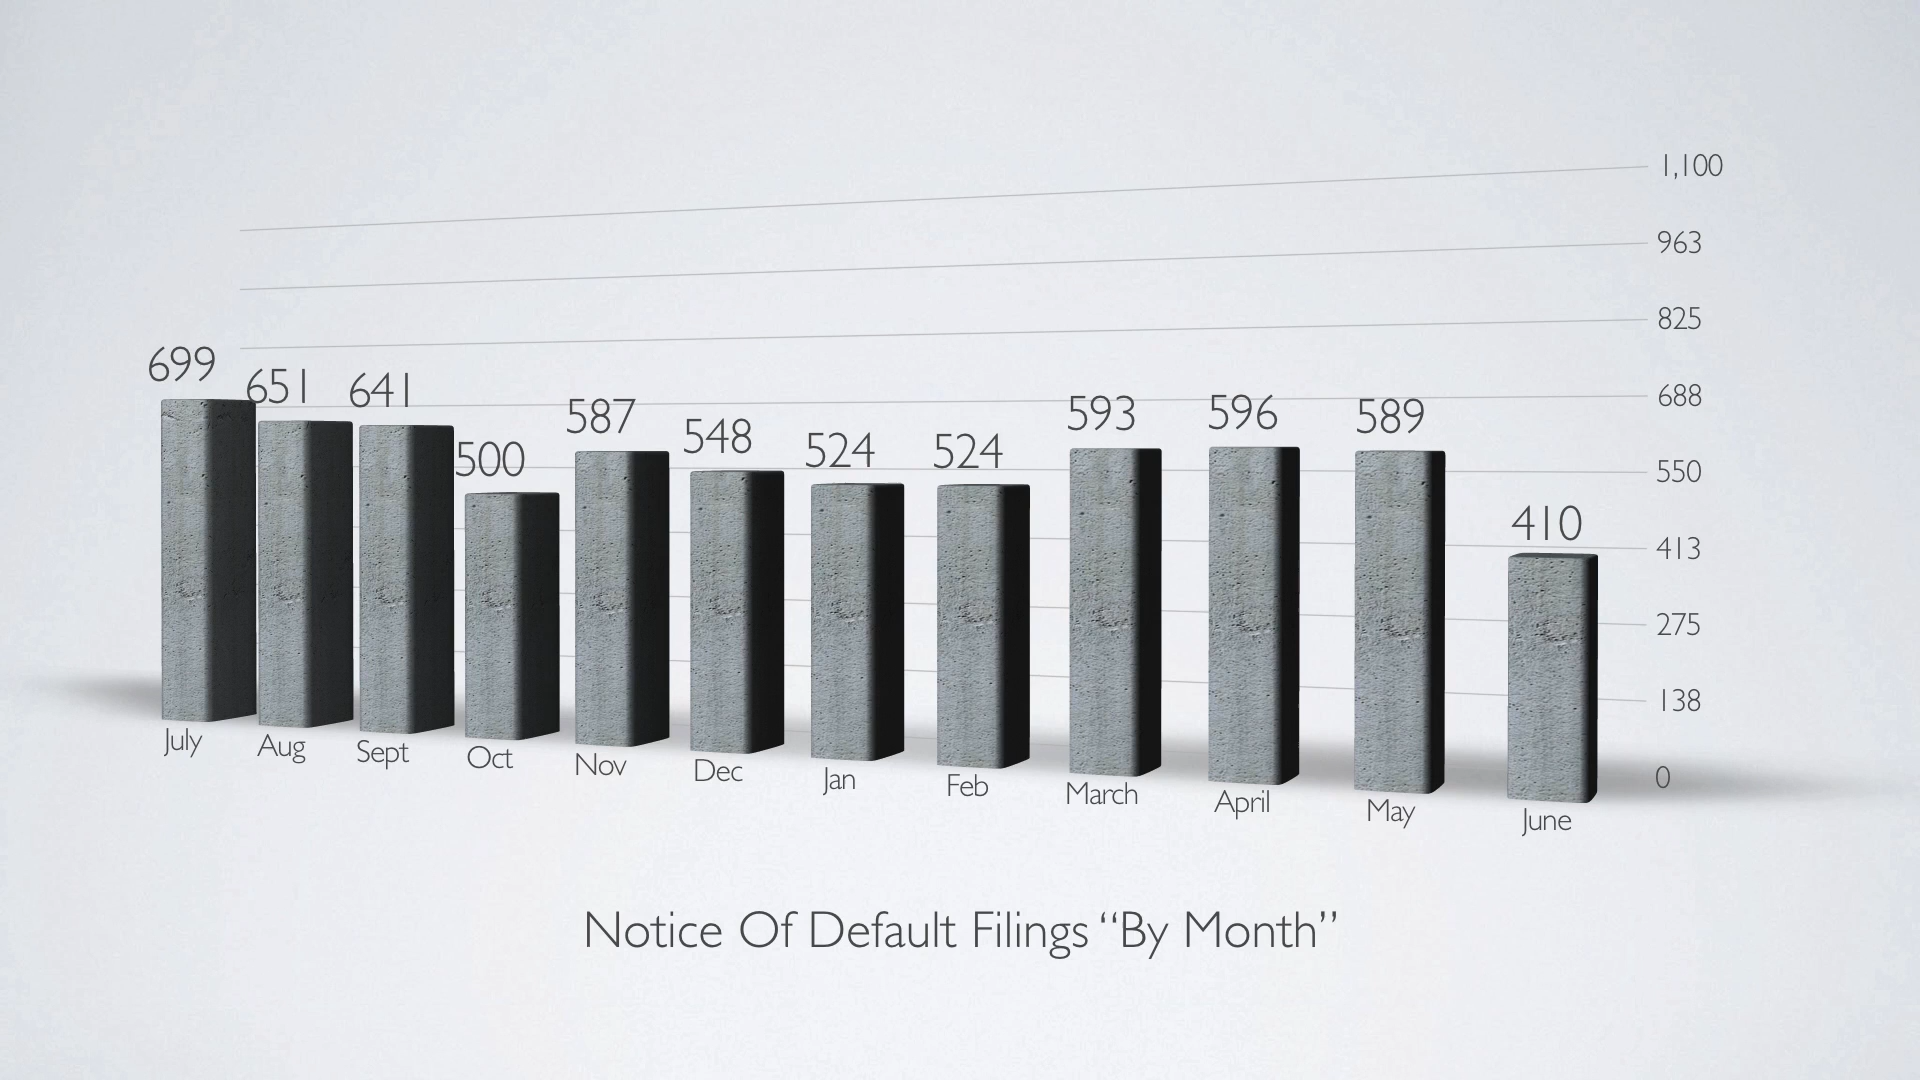 1,100
963
825
688
550
413
275
138
0
699
651
641
500
587
548
524
524
593
596
589
410
July
Aug
Sept
Oct
Nov
Dec
Jan
Feb
March
April
May
June
Notice Of Default Filings “By Month”